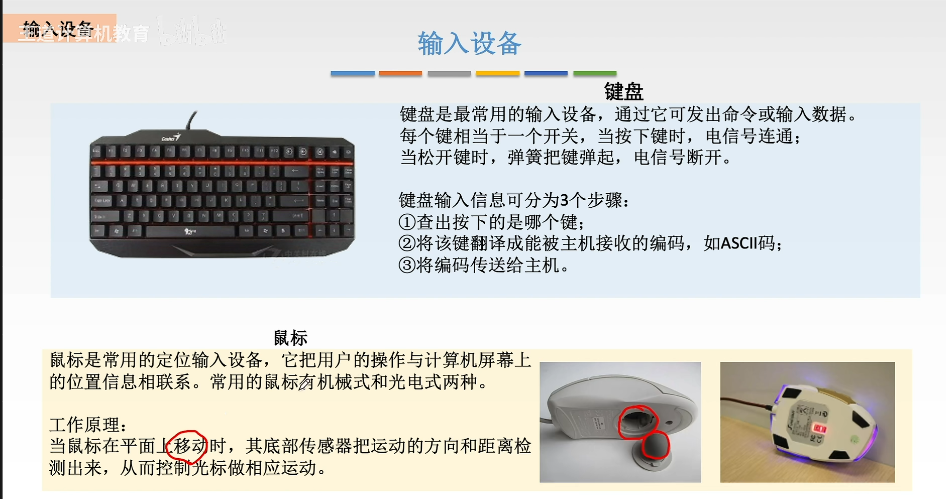 输入设备
王道计算机教育
输入设备
键盘
键盘是最常用的输入设备，通过它可发出命令或输入数据。
每个键相当于一个开关，当按下键时，电信号连通；
当松开键时，弹簧把键弹起，电信号断开。
键盘输入信息可分为3个步骤：
①查出按下的是哪个键；
②将该键翻译成能被主机接收的编码，如ASCII码；
③将编码传送给主机。
鼠标
鼠标是常用的定位输入设备，它把用户的操作与计算机屏幕上
的位置信息相联系。常用的鼠标有机械式和光电式两种。
工作原理：
当鼠标在平面上移动时，其底部传感器把运动的方向和距离检
测出来，从而控制光标做相应运动。